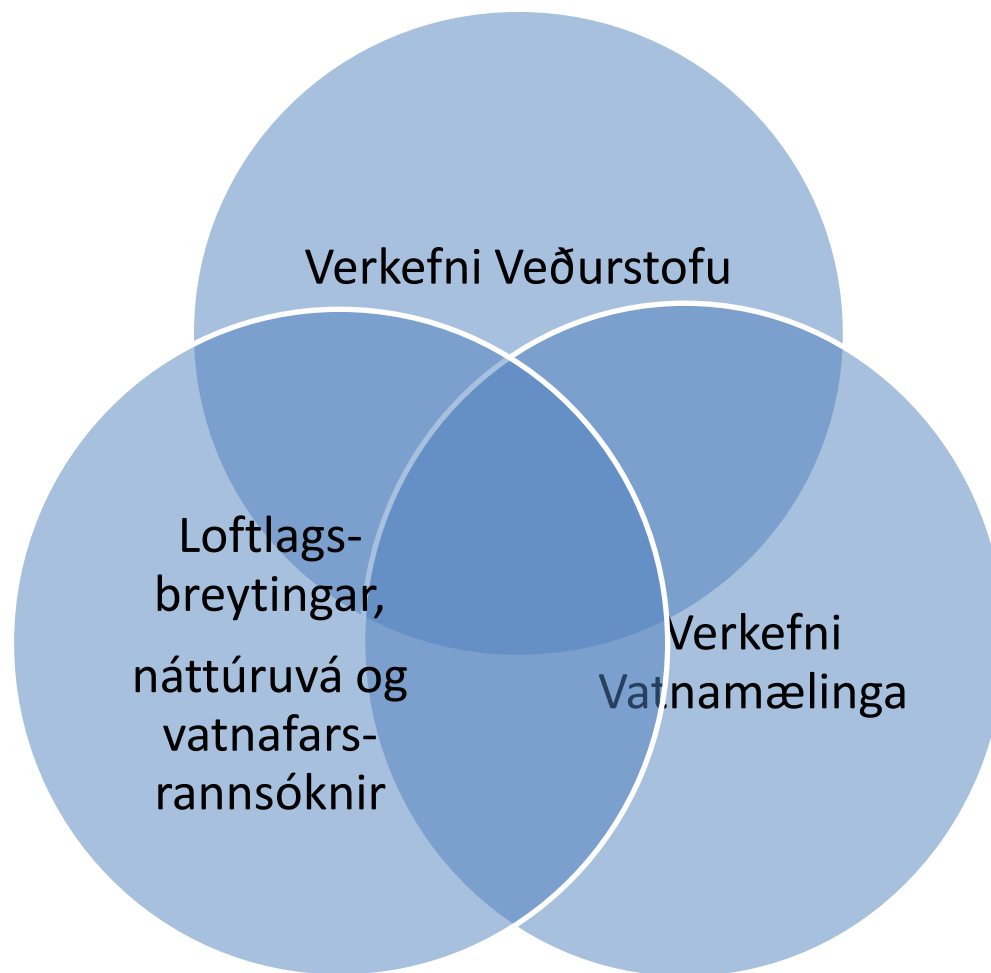 Verkefni Veðurstofu
Loftlags-
breytingar,
náttúruvá og
vatnafars-
rannsóknir
Verkefni
Vatnamælinga